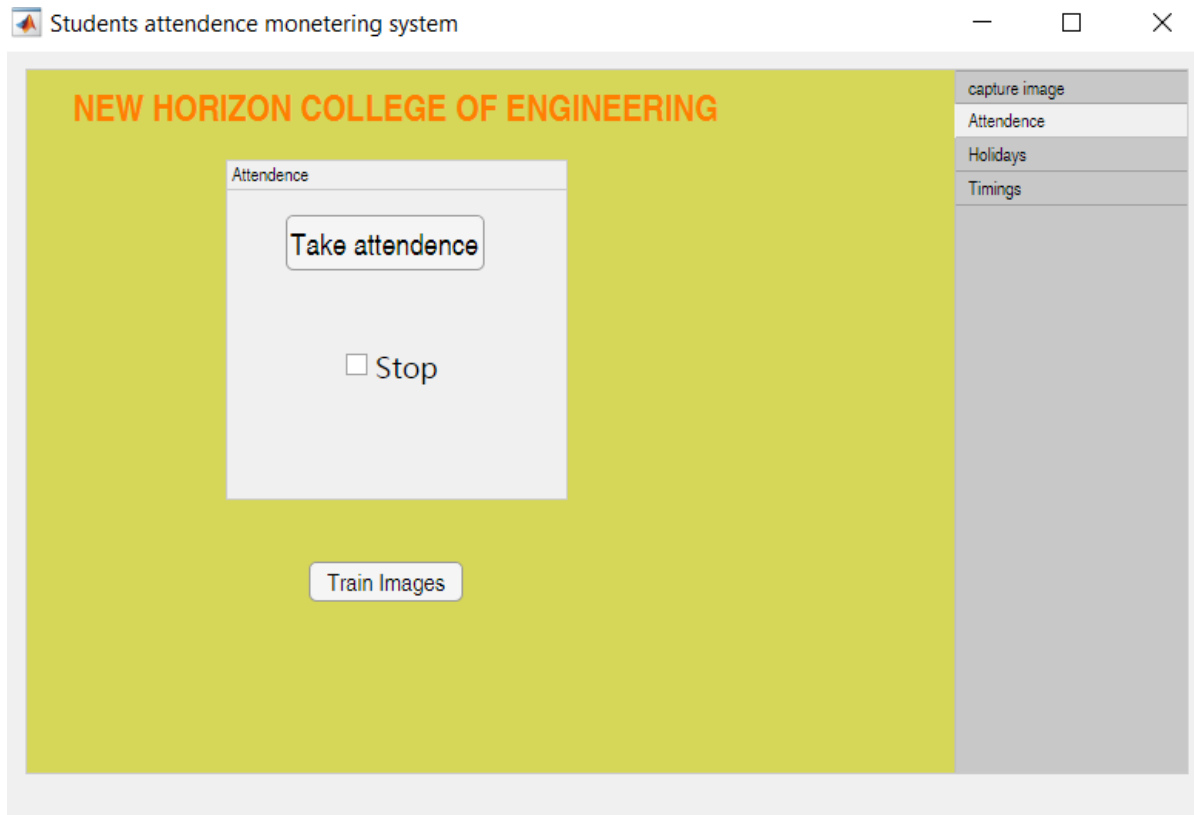 Students attendence monetering system
NEW HORIZON COLLEGE OF ENGINEERING
Attendence
Take attendence
Stop
Train Images
capture image
Attendence
Holidays
Timings